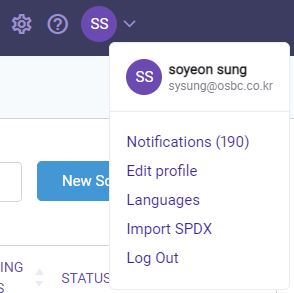 SS
SS
soyeon sung
sysung@osbc.co.kr
Notifications (190)
Edit profile
New Sc
Languages
Import SPDX
Log Out
ING
S
STATUS